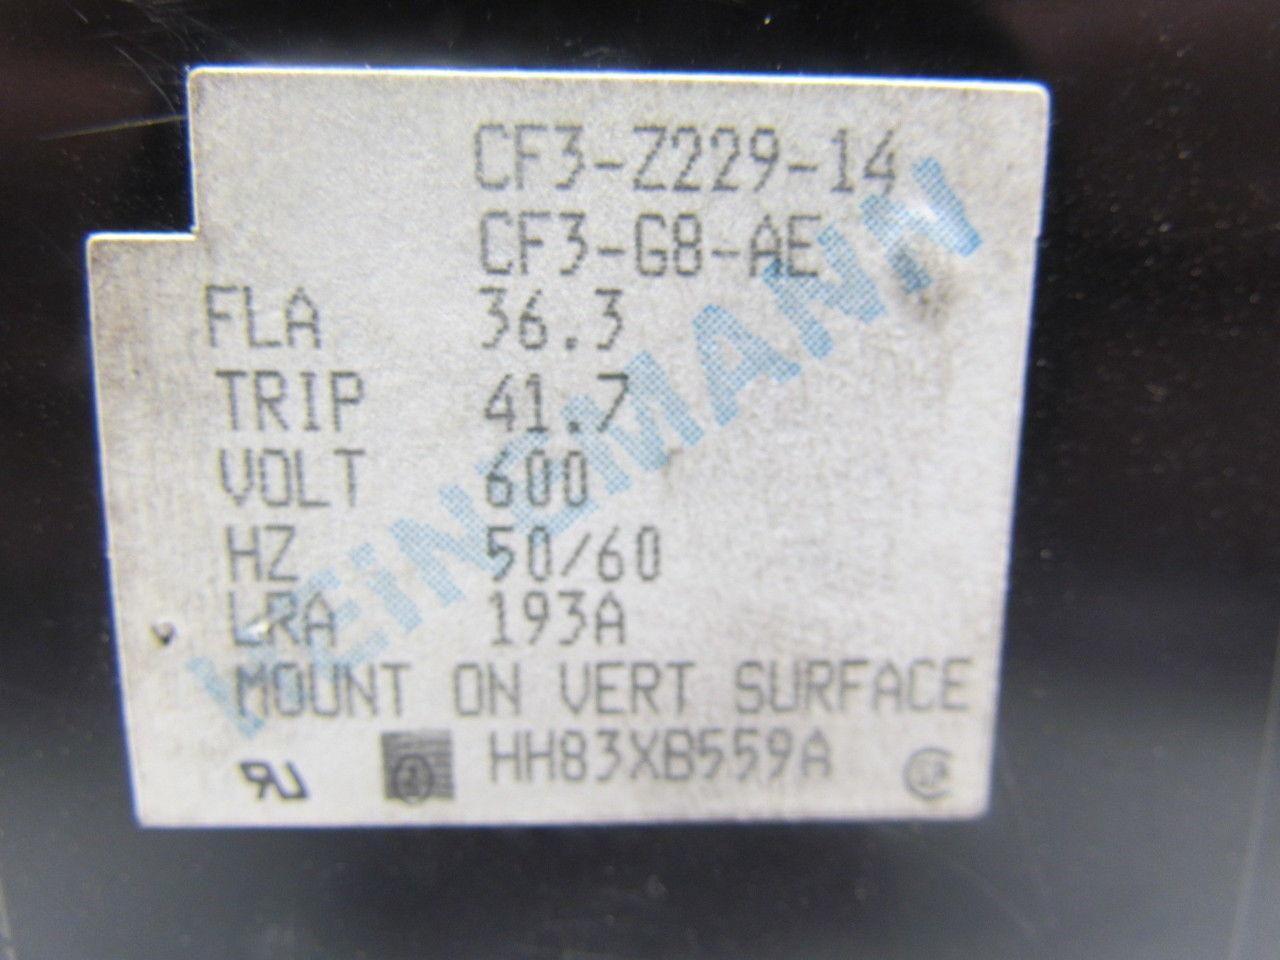 CF3-Z229-14
CF3-G8-AE
FLA 36.3
TRIP 41.7
VOLT 600
HZ 50/60
LRA 193A
MOUNT ON VERT SURFACE
HH83XB559A
HEINEMANN